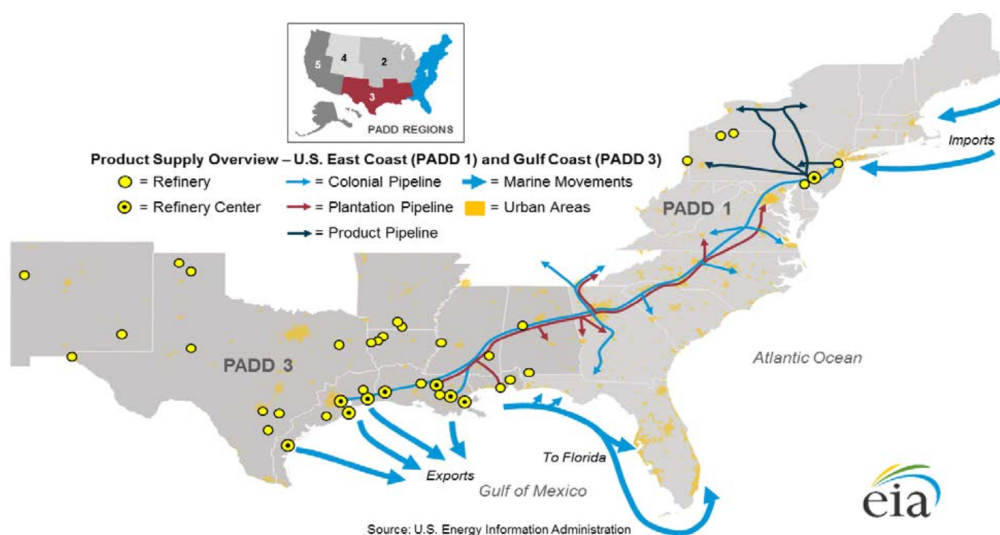 5
4
2
1
3
PADD REGIONS
Product Supply Overview – U.S. East Coast (PADD 1) and Gulf Coast (PADD 3)
= Refinery
= Colonial Pipeline
= Marine Movements
= Refinery Center
= Plantation Pipeline
= Urban Areas
= Product Pipeline
Imports
PADD 1
PADD 3
Atlantic Ocean
To Florida
Exports
Gulf of Mexico
eia
Source: U.S. Energy Information Administration